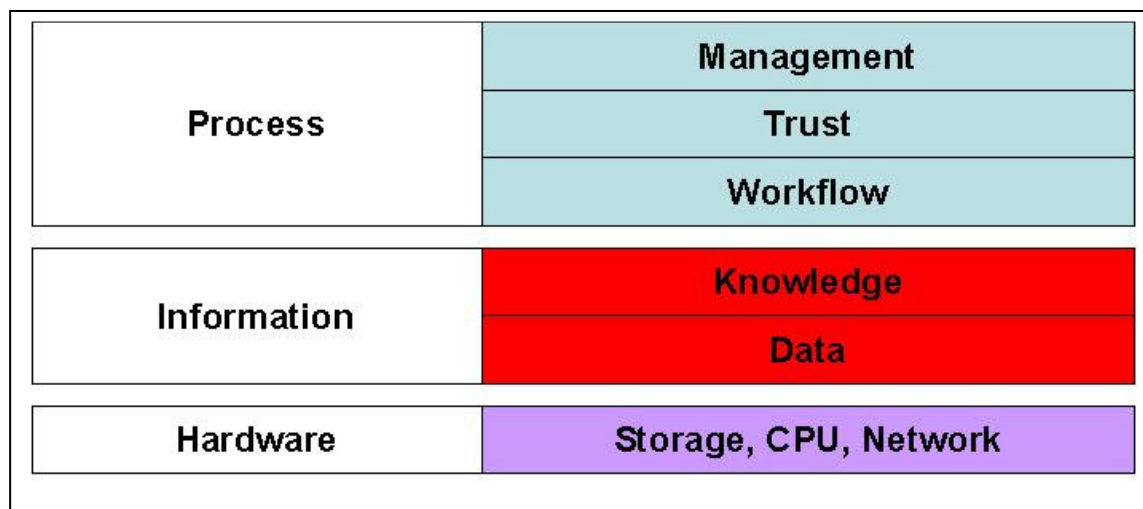 Process
Management
Trust
Workflow
Information
Knowledge
Data
Hardware
Storage, CPU, Network